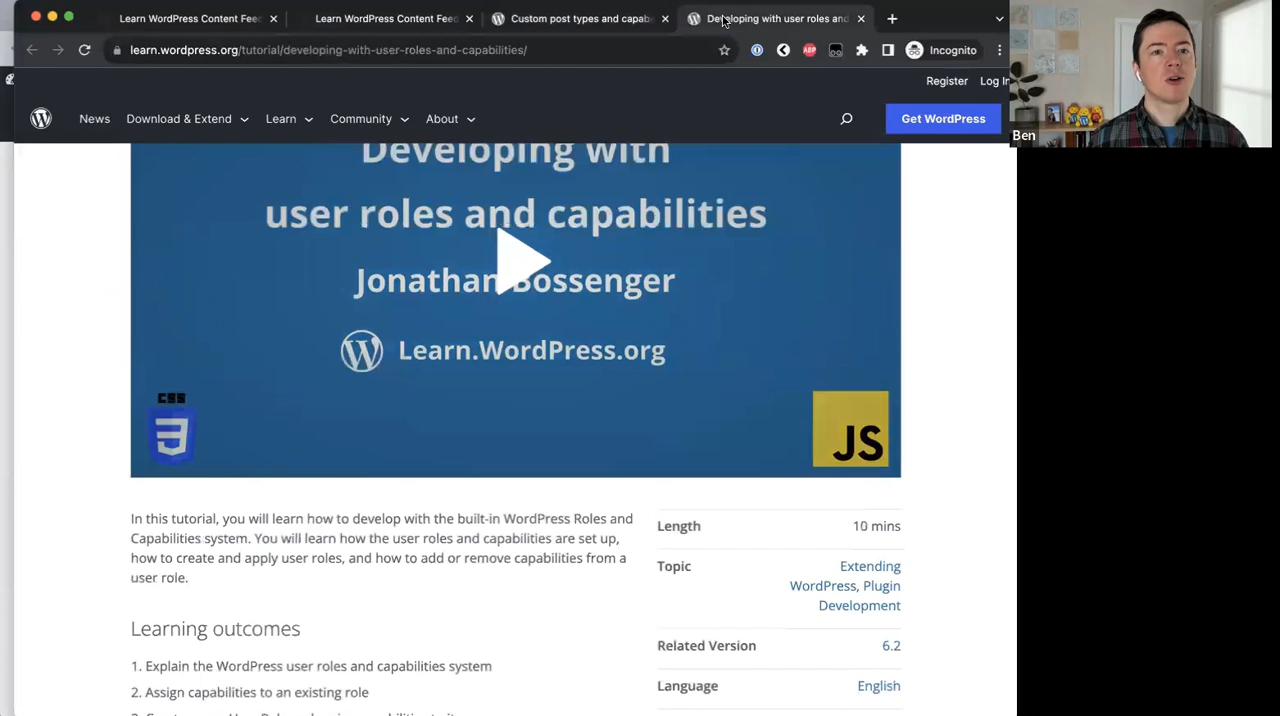 Learn WordPress Content Feed
Learn WordPress Content Feed
Custom post types and capab
Developing with user roles and
learn.wordpress.org/tutorial/developing-with-user-roles-and-capabilities/
ABP
Incognito
Register
Log In
News
Download & Extend
Learn
Community
About
Get WordPress
Ben
Developing with
user roles and capabilities
Jonathan Bossenger
Learn.WordPress.org
CSS
3
JS
In this tutorial, you will learn how to develop with the built-in WordPress Roles and
Capabilities system. You will learn how the user roles and capabilities are set up,
how to create and apply user roles, and how to add or remove capabilities from a
user role.
Learning outcomes
1. Explain the WordPress user roles and capabilities system
2. Assign capabilities to an existing role
Length
10 mins
Topic
Extending
WordPress, Plugin
Development
Related Version
6.2
Language
English